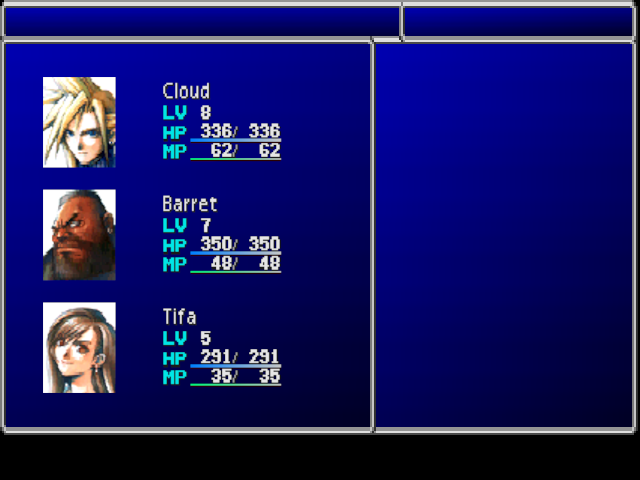 Cloud
LV 8
HP 336/ 336
MP 62/ 62
Barret
LV 7
HP 350/ 350
MP 48/ 48
Tifa
LV 5
HP 291/ 291
MP 35/ 35